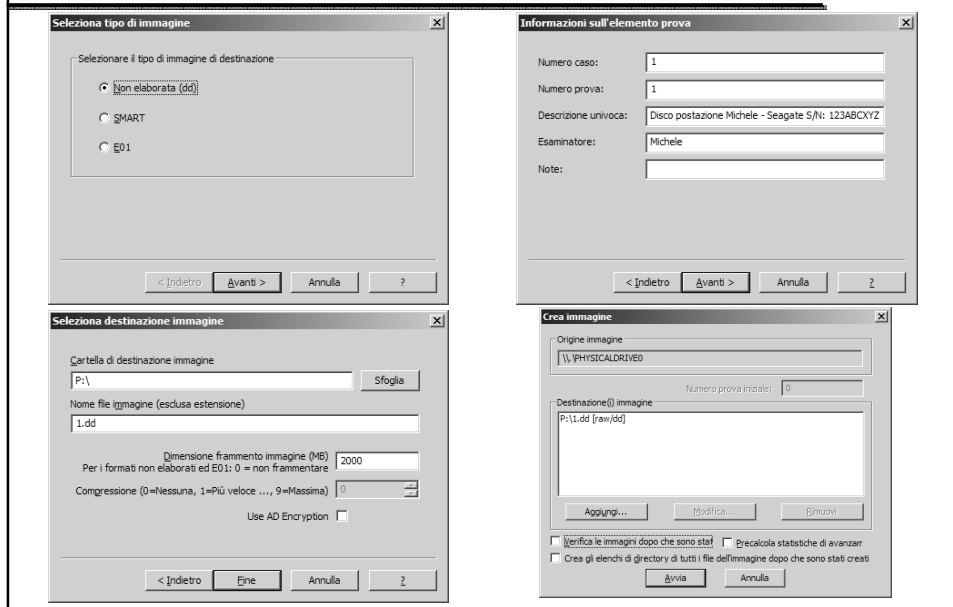 Seleziona tipo di immagine
Selezionare il tipo di immagine di destinazione
Non elaborata (dd)
SMART
E01
< Indietro
Avanti >
Annulla
?
Informazioni sull'elemento prova
Numero caso:
1
Numero prova:
1
Descrizione univoca:
Disco postazione Michele - Seagate S/N: 123ABCXYZ
Esaminatore:
Michele
Note:
< Indietro
Avanti >
Annulla
?
Seleziona destinazione immagine
Cartella di destinazione immagine
P:\
Sfoglia
Nome file immagine (esclusa estensione)
1.dd
Dimensione frammento immagine (MB)
Per i formati non elaborati ed E01: 0 = non frammentare
2000
Compressione (0=Nessuna, 1=Più veloce ..., 9=Massima)
0
Use AD Encryption
< Indietro
Fine
Annulla
?
Crea immagine
Origine immagine
\\.\PHYSICALDRIVE0
Numero prova iniziale:
0
Destinazione(i) immagine
P:\1.dd [raw/dd]
Aggiungi...
Modifica...
Rimuovi
Verifica le immagini dopo che sono stat
Precalcola statistiche di avanzam
Crea gli elenchi di directory di tutti i file dell'immagine dopo che sono stati creati
Avvia
Annulla